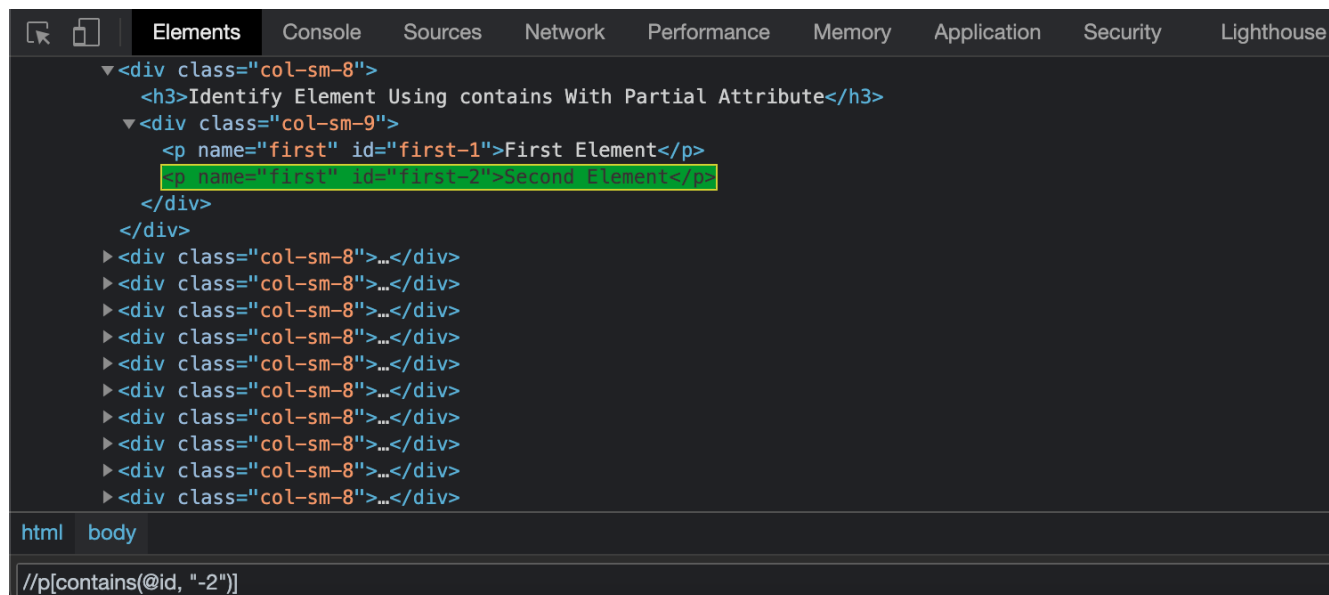 Elements Console Sources Network Performance Memory Application Security Lighthouse
▼<div class="col-sm-8">
<h3>Identify Element Using contains With Partial Attribute</h3>
▼<div class="col-sm-9">
<p name="first" id="first-1">First Element</p>
<p name="first" id="first-2">Second Element</p>
</div>
</div>
▶<div class="col-sm-8">…</div>
▶<div class="col-sm-8">…</div>
▶<div class="col-sm-8">…</div>
▶<div class="col-sm-8">…</div>
▶<div class="col-sm-8">…</div>
▶<div class="col-sm-8">…</div>
▶<div class="col-sm-8">…</div>
▶<div class="col-sm-8">…</div>
▶<div class="col-sm-8">…</div>
▶<div class="col-sm-8">…</div>
html body
//p[contains(@id, "-2")]